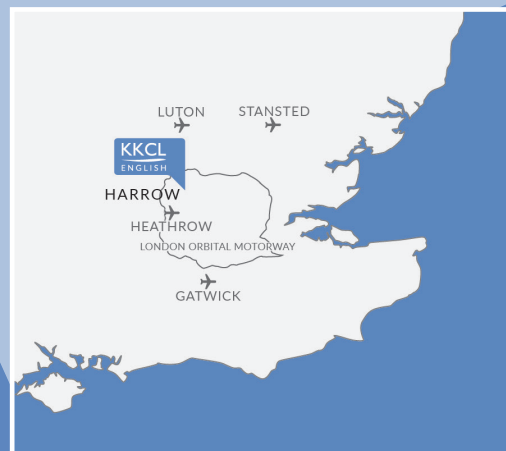 LUTON
STANSTED
KKCL
ENGLISH
HARROW
HEATHROW
LONDON ORBITAL MOTORWAY
GATWICK